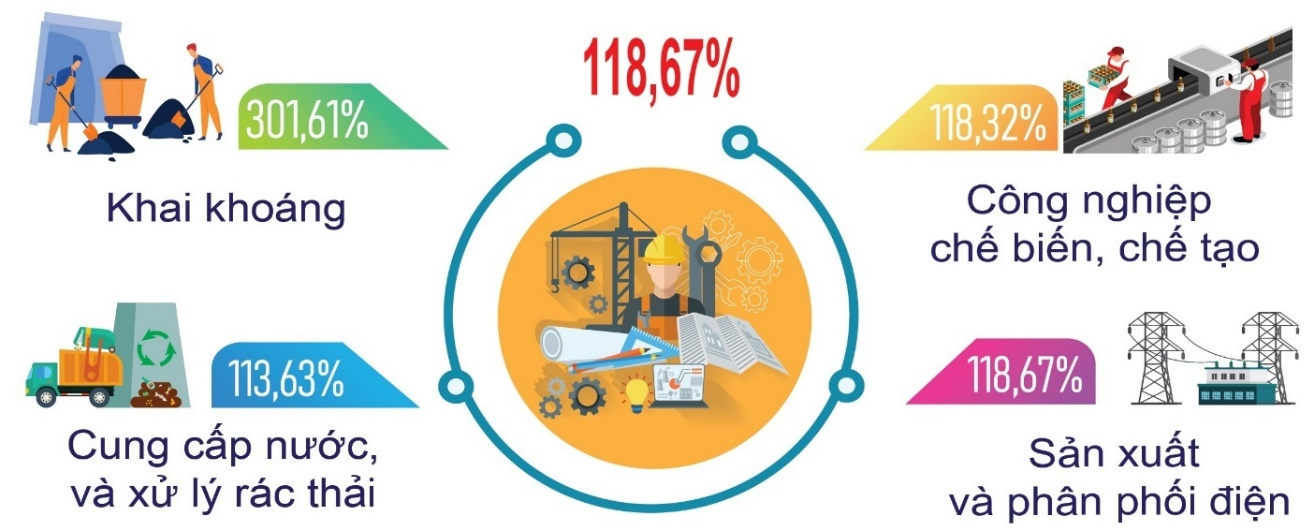 118,67%
301,61%
Khai khoáng
118,32%
Công nghiệp
chế biến, chế tạo
113,63%
Cung cấp nước,
và xử lý rác thải
118,67%
Sản xuất
và phân phối điện